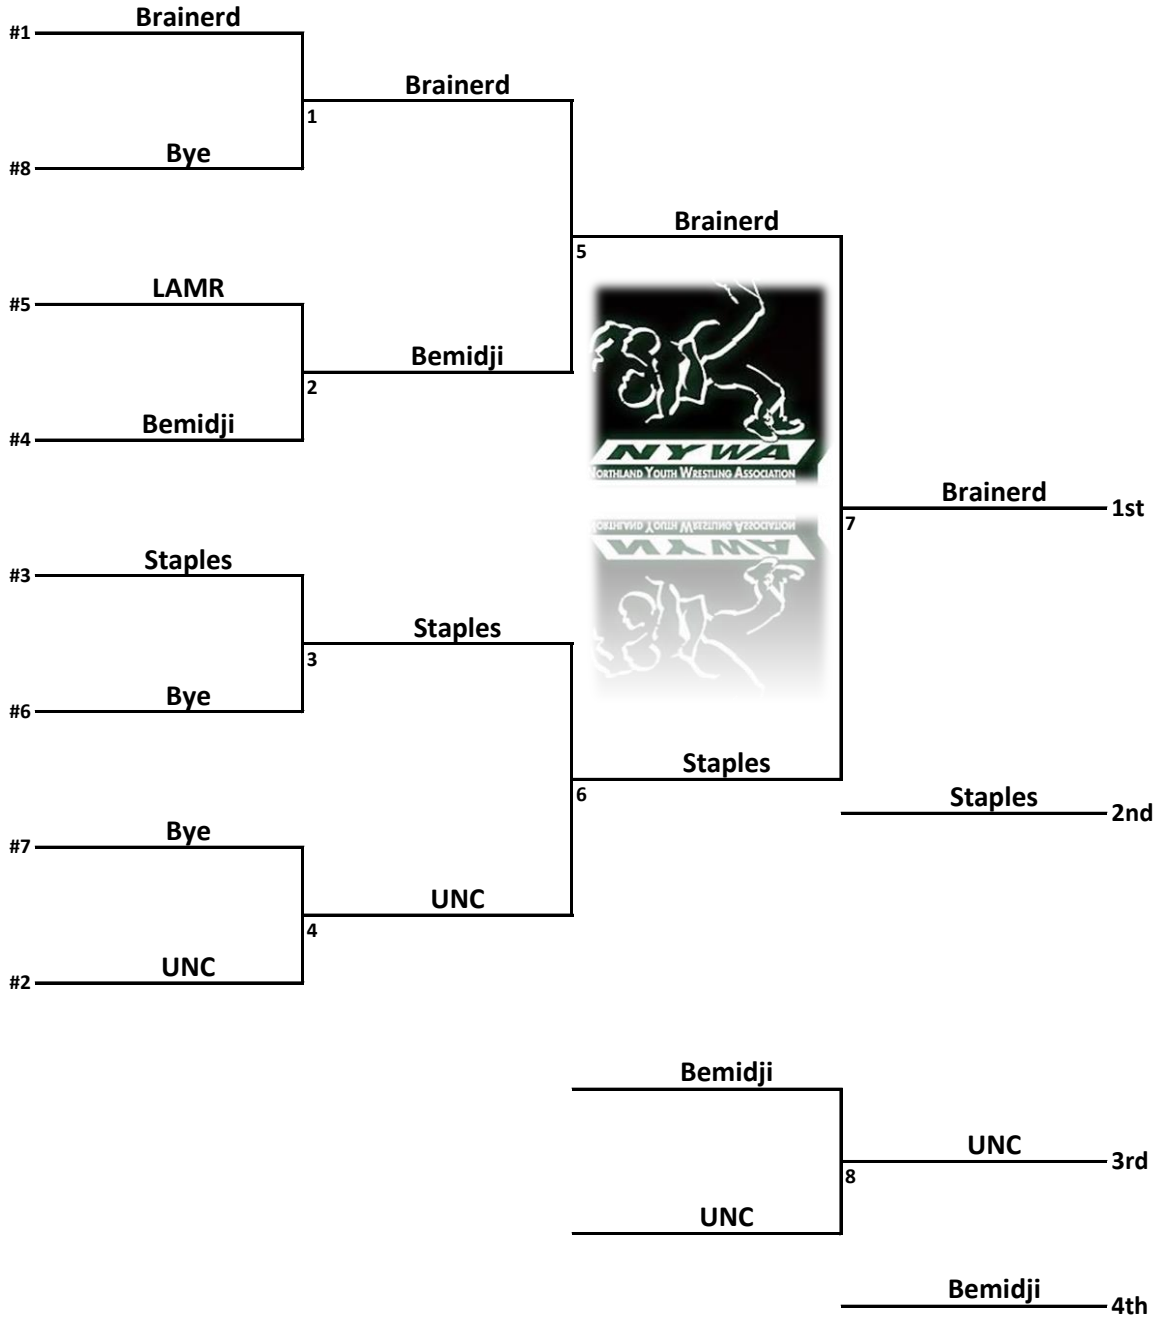 Brainerd
#1
Brainerd
1
Bye
#8
Brainerd
5
LAMR
#5
Bemidji
2
Bemidji
#4
NYWA
NORTHLAND YOUTH WRESTLING ASSOCIATION
Brainerd
1st
7
Staples
#3
Staples
3
Bye
#6
Staples
6
Staples
2nd
Bye
#7
UNC
4
UNC
#2
Bemidji
UNC
3rd
8
UNC
Bemidji
4th